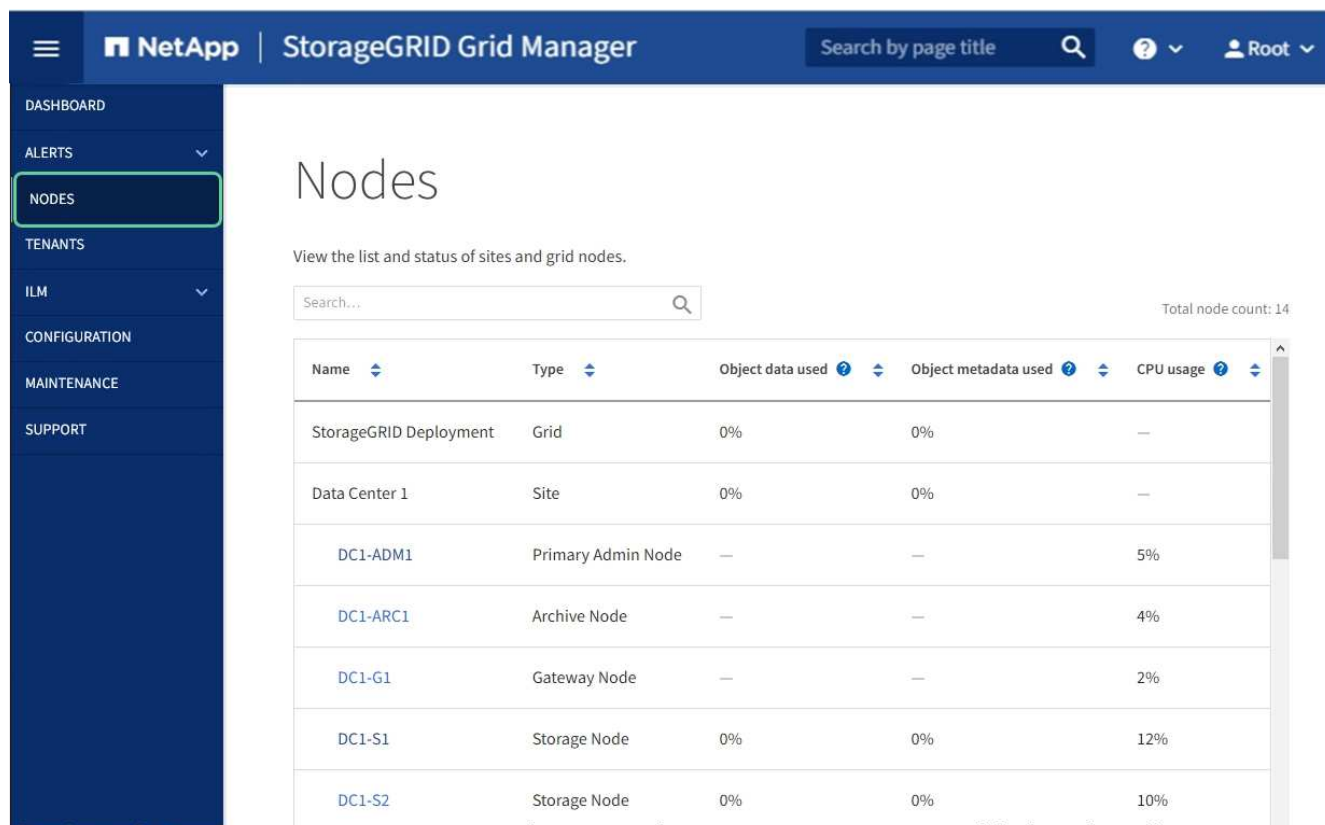 NetApp | StorageGRID Grid Manager
Search by page title
Root
DASHBOARD
ALERTS
NODES
TENANTS
ILM
CONFIGURATION
MAINTENANCE
SUPPORT
Nodes
View the list and status of sites and grid nodes.
Search...
Total node count: 14
Name Type Object data used Object metadata used CPU usage
StorageGRID Deployment Grid 0% 0% —
Data Center 1 Site 0% 0% —
DC1-ADM1 Primary Admin Node — — 5%
DC1-ARC1 Archive Node — — 4%
DC1-G1 Gateway Node — — 2%
DC1-S1 Storage Node 0% 0% 12%
DC1-S2 Storage Node 0% 0% 10%